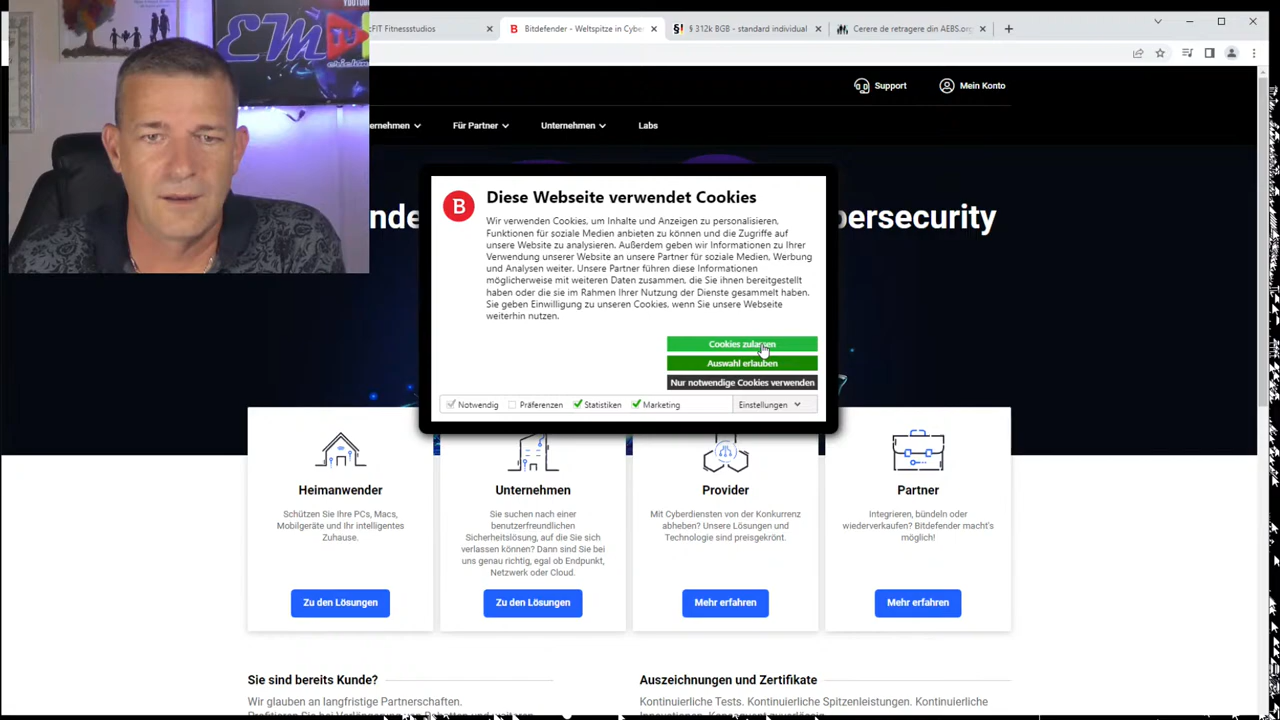 YOUTUBE
EM
erichm
cFIT Fitnessstudios
Bitdefender - Weltspitze in Cybe
§ 312k BGB - standard individual
Cerere de retragere din AEBS.org
Support
Mein Konto
ernehmen
Für Partner
Unternehmen
Labs
nde
persecurity
B
Diese Webseite verwendet Cookies
Wir verwenden Cookies, um Inhalte und Anzeigen zu personalisieren,
Funktionen für soziale Medien anbieten zu können und die Zugriffe auf
unsere Website zu analysieren. Außerdem geben wir Informationen zu Ihrer
Verwendung unserer Website an unsere Partner für soziale Medien, Werbung
und Analysen weiter. Unsere Partner führen diese Informationen
möglicherweise mit weiteren Daten zusammen, die Sie ihnen bereitgestellt
haben oder die sie im Rahmen Ihrer Nutzung der Dienste gesammelt haben.
Sie geben Einwilligung zu unseren Cookies, wenn Sie unsere Webseite
weiterhin nutzen.
Cookies zulassen
Auswahl erlauben
Nur notwendige Cookies verwenden
Notwendig
Präferenzen
Statistiken
Marketing
Einstellungen
Heimanwender
Schützen Sie Ihre PCs, Macs,
Mobilgeräte und Ihr intelligentes
Zuhause.
Zu den Lösungen
Unternehmen
Sie suchen nach einer
benutzerfreundlichen
Sicherheitslösung, auf die Sie sich
verlassen können? Dann sind Sie bei
uns genau richtig, egal ob Endpunkt,
Netzwerk oder Cloud.
Zu den Lösungen
Provider
Mit Cyberdiensten von der Konkurrenz
abheben? Unsere Lösungen und
Technologie sind preisgekrönt.
Mehr erfahren
Partner
Integrieren, bündeln oder
wiederverkaufen? Bitdefender macht's
möglich!
Mehr erfahren
Sie sind bereits Kunde?
Wir glauben an langfristige Partnerschaften.
Auszeichnungen und Zertifikate
Kontinuierliche Tests. Kontinuierliche Spitzenleistungen. Kontinuierliche